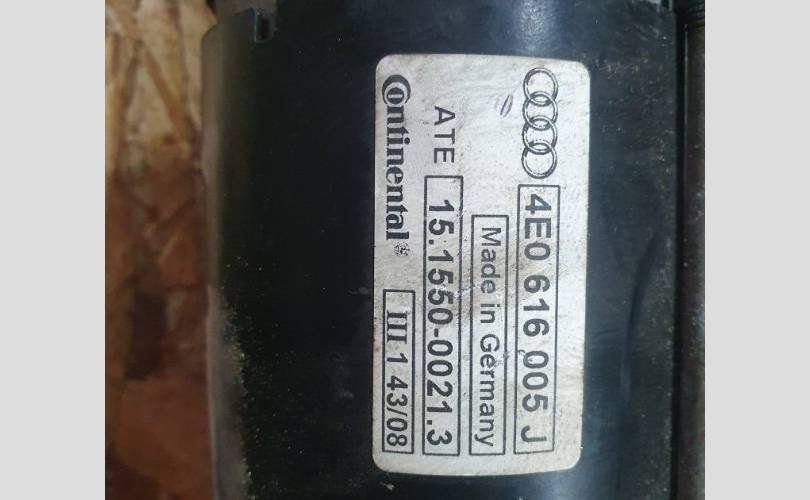 4E0 616 005 J
Made in Germany
ATE 15.1550-0021.3
Continental III 1 43/08